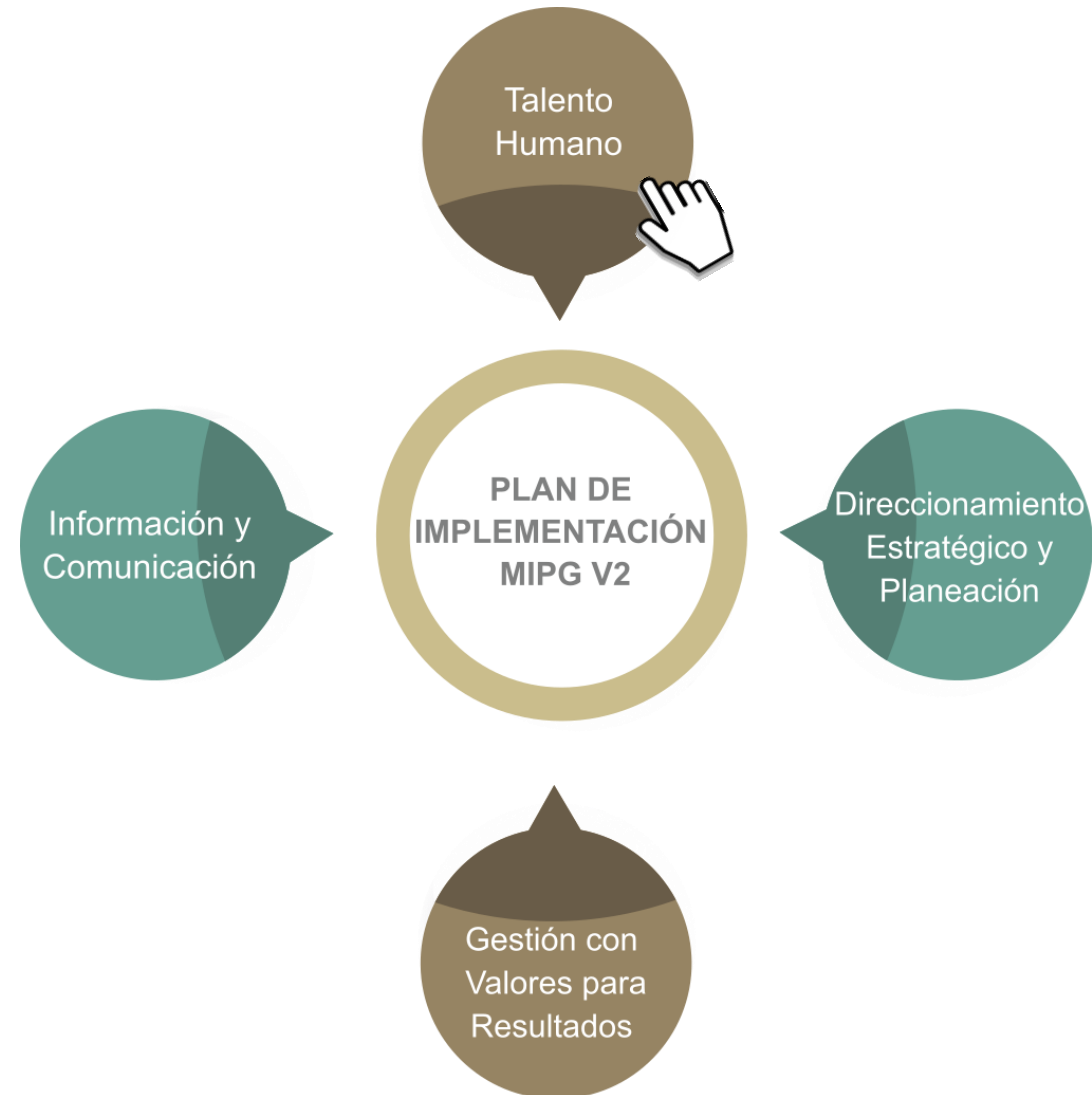 Talento
Humano
PLAN DE
IMPLEMENTACIÓN
MIPG V2
Información y
Comunicación
Direccionamiento
Estratégico y
Planeación
Gestión con
Valores para
Resultados